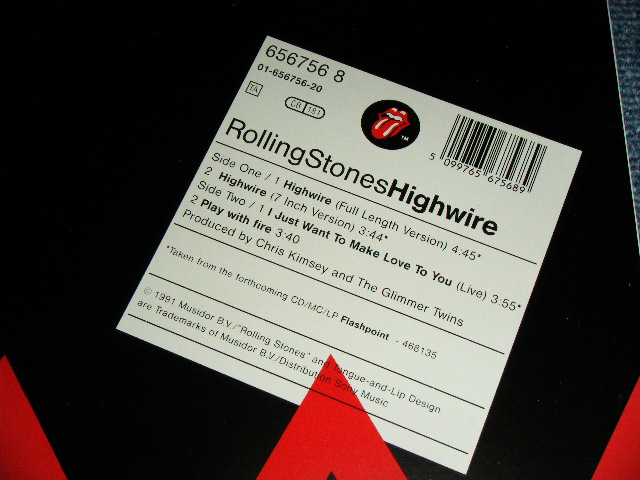 656756 8
01-656756-20
TA
CB 181
TM
5 099765 675689
RollingStonesHighwire
Side One / 1 Highwire (Full Length Version) 4:45*
2 Highwire (7 Inch Version) 3:44*
Side Two / 1 I Just Want To Make Love To You (Live) 3:55*
2 Play with fire 3:40
Produced by Chris Kimsey and The Glimmer Twins
*Taken from the forthcoming CD/MC/LP Flashpoint - 468135
© 1991 Musidor B.V./"Rolling Stones" and Tongue-and-Lip Design
are Trademarks of Musidor B.V./Distribution Sony Music